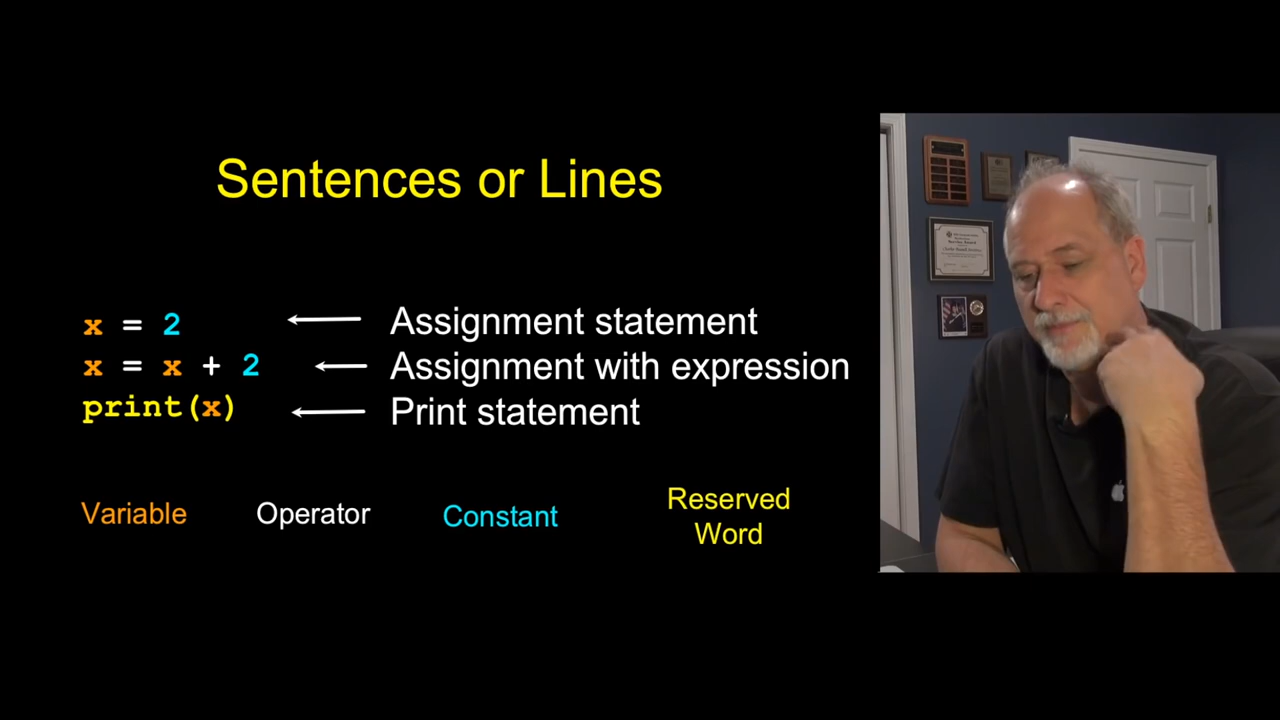 Sentences or Lines
x = 2
Assignment statement
x = x + 2
Assignment with expression
print(x)
Print statement
Variable
Operator
Constant
Reserved
Word